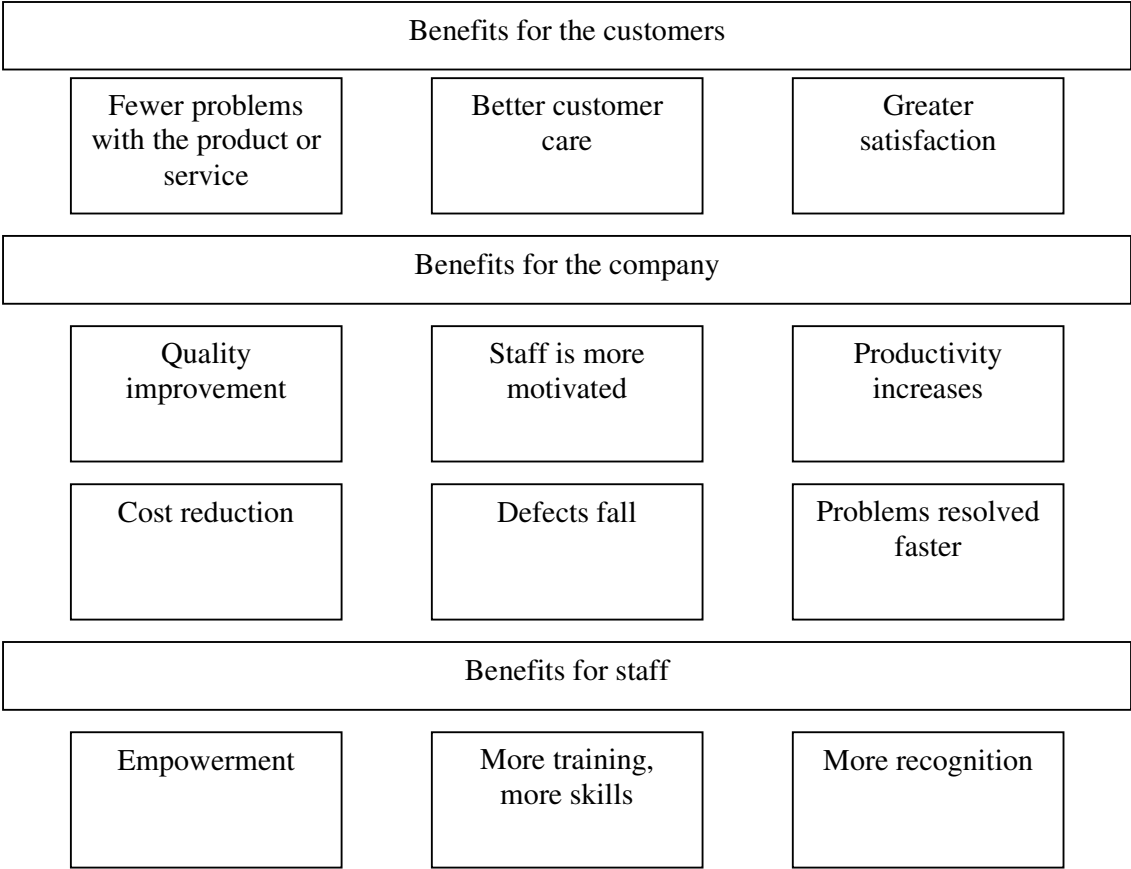 Benefits for the customers
Fewer problems
with the product or
service
Better customer
care
Greater
satisfaction
Benefits for the company
Quality
improvement
Staff is more
motivated
Productivity
increases
Cost reduction
Defects fall
Problems resolved
faster
Benefits for staff
Empowerment
More training,
more skills
More recognition